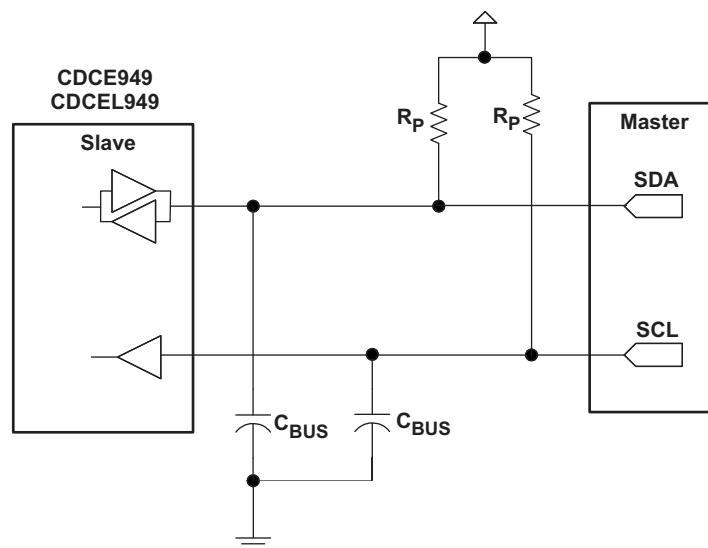 CDCE949
CDCEL949
Slave
Master
R_P
R_P
SDA
SCL
C_BUS
C_BUS